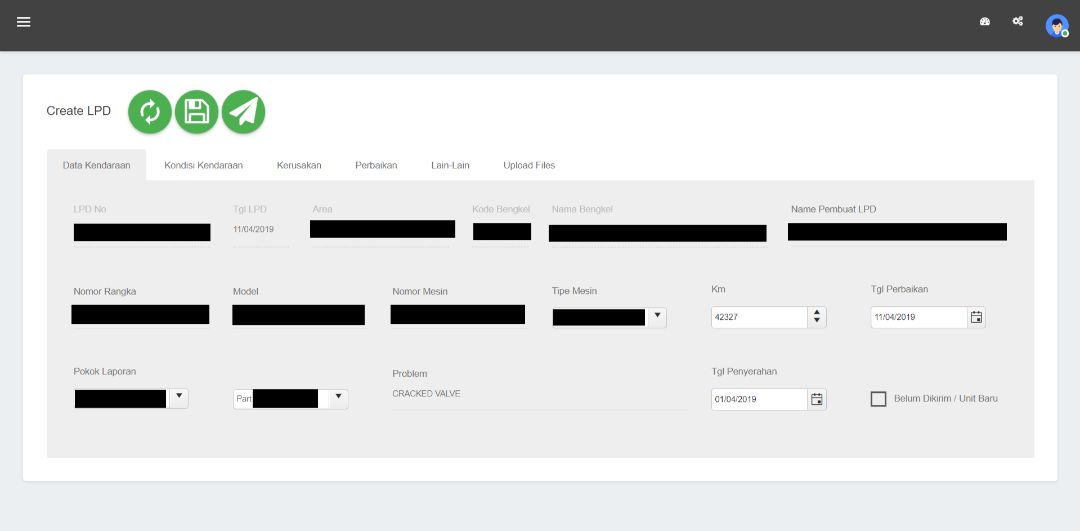 Create LPD
Data Kendaraan
Kondisi Kendaraan
Kerusakan
Perbaikan
Lain-Lain
Upload Files
LPD No
Tgl LPD
Area
Kode Bengkel
Nama Bengkel
Name Pembuat LPD
11/04/2019
Nomor Rangka
Model
Nomor Mesin
Tipe Mesin
Km
Tgl Perbaikan
42327
11/04/2019
Pokok Laporan
Problem
Tgl Penyerahan
Part
CRACKED VALVE
01/04/2019
Belum Dikirim / Unit Baru